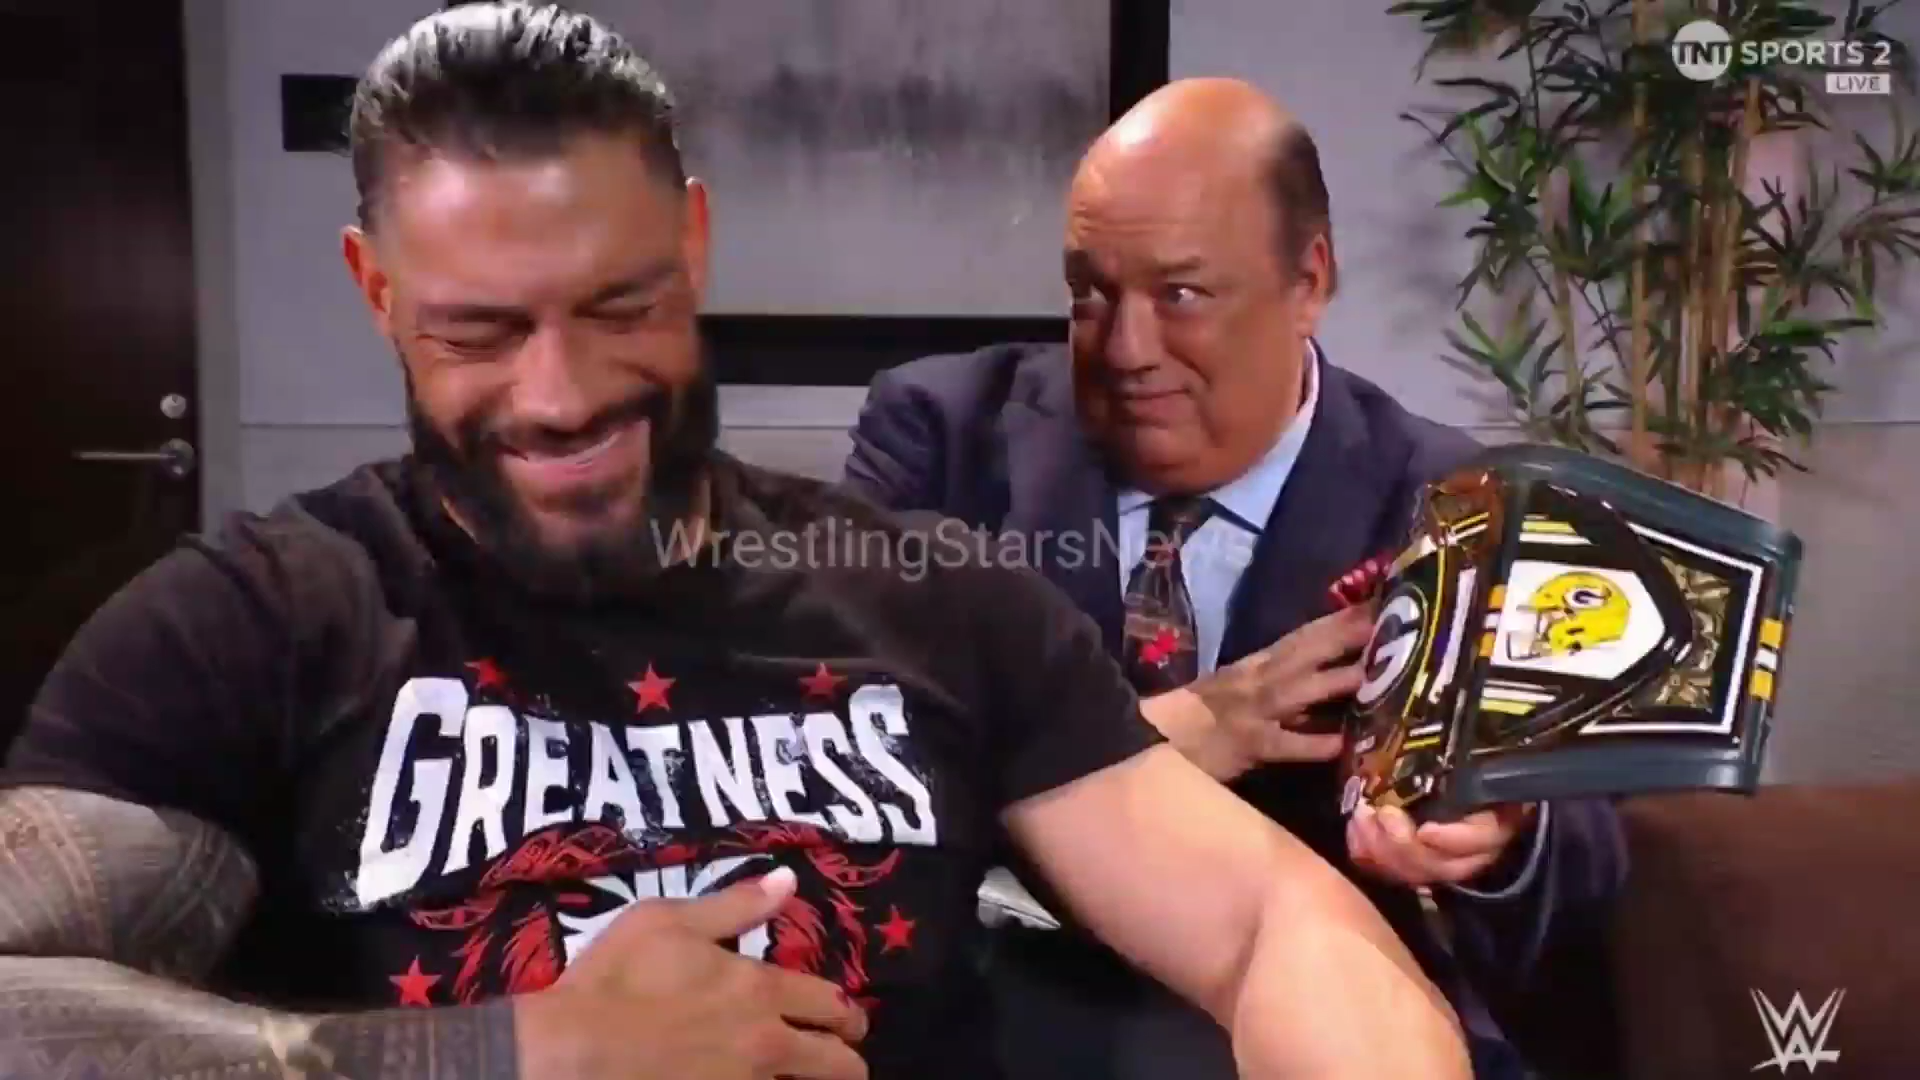 TNT SPORTS 2
LIVE
WrestlingStarsNews
GREATNESS
G
G
W